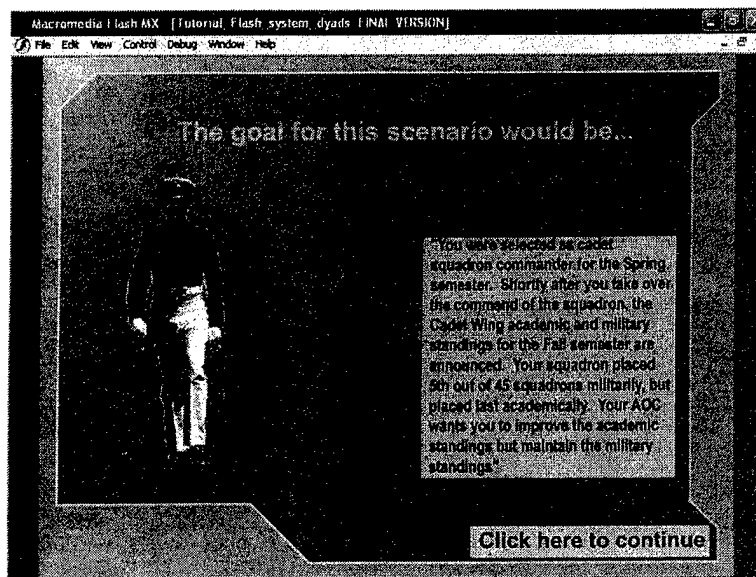 Macromedia Flash MX - [Tutorial_Flash_system_dyads_FINAL VERSION]
File Edit View Control Debug Window Help
The goal for this scenario would be...
"You were selected as cadet
squadron commander for the Spring
semester. Shortly after you take over
the command of the squadron, the
Cadet Wing academic and military
standings for the Fall semester are
announced. Your squadron placed
5th out of 45 squadrons militarily, but
placed last academically. Your AOC
wants you to improve the academic
standings but maintain the military
standings"
Click here to continue